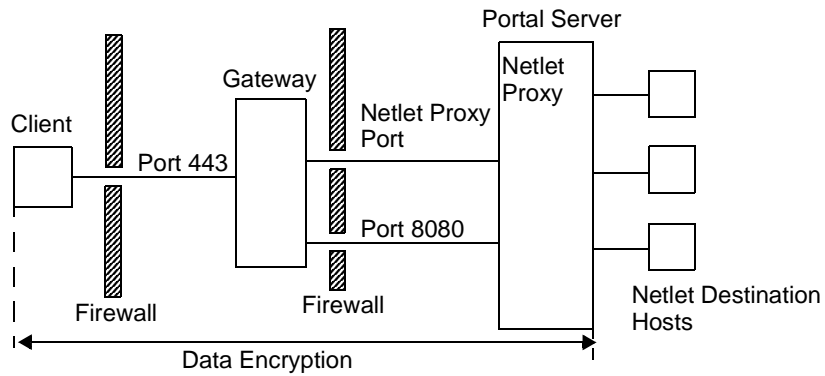 Portal Server
Gateway
Netlet
Proxy
Client
Netlet Proxy
Port
Port 443
Port 8080
Firewall
Firewall
Netlet Destination
Hosts
Data Encryption